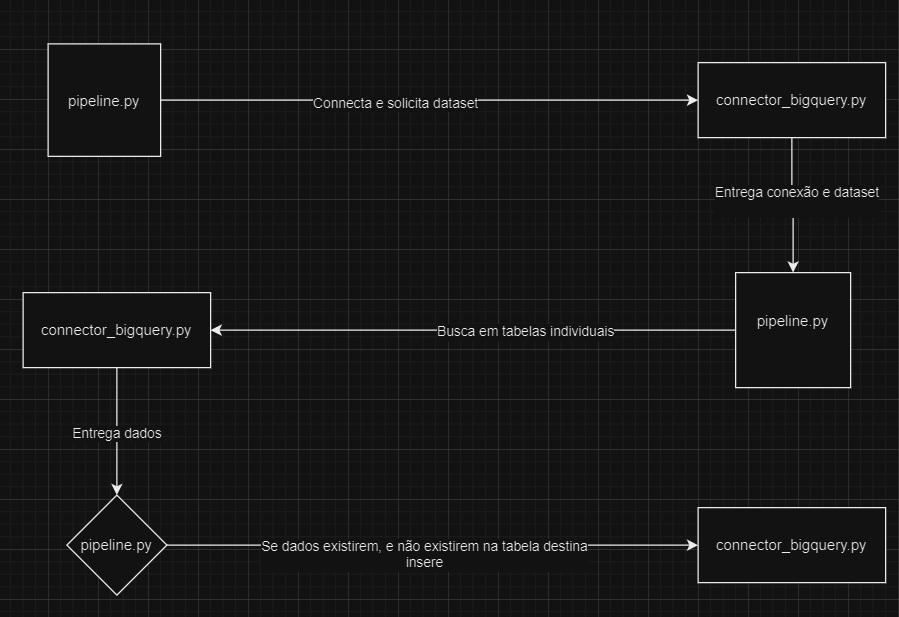 pipeline.py
Connecta e solicita dataset
connector_bigquery.py
Entrega conexão e dataset
pipeline.py
Busca em tabelas individuais
connector_bigquery.py
Entrega dados
pipeline.py
Se dados existirem, e não existirem na tabela destina
insere
connector_bigquery.py